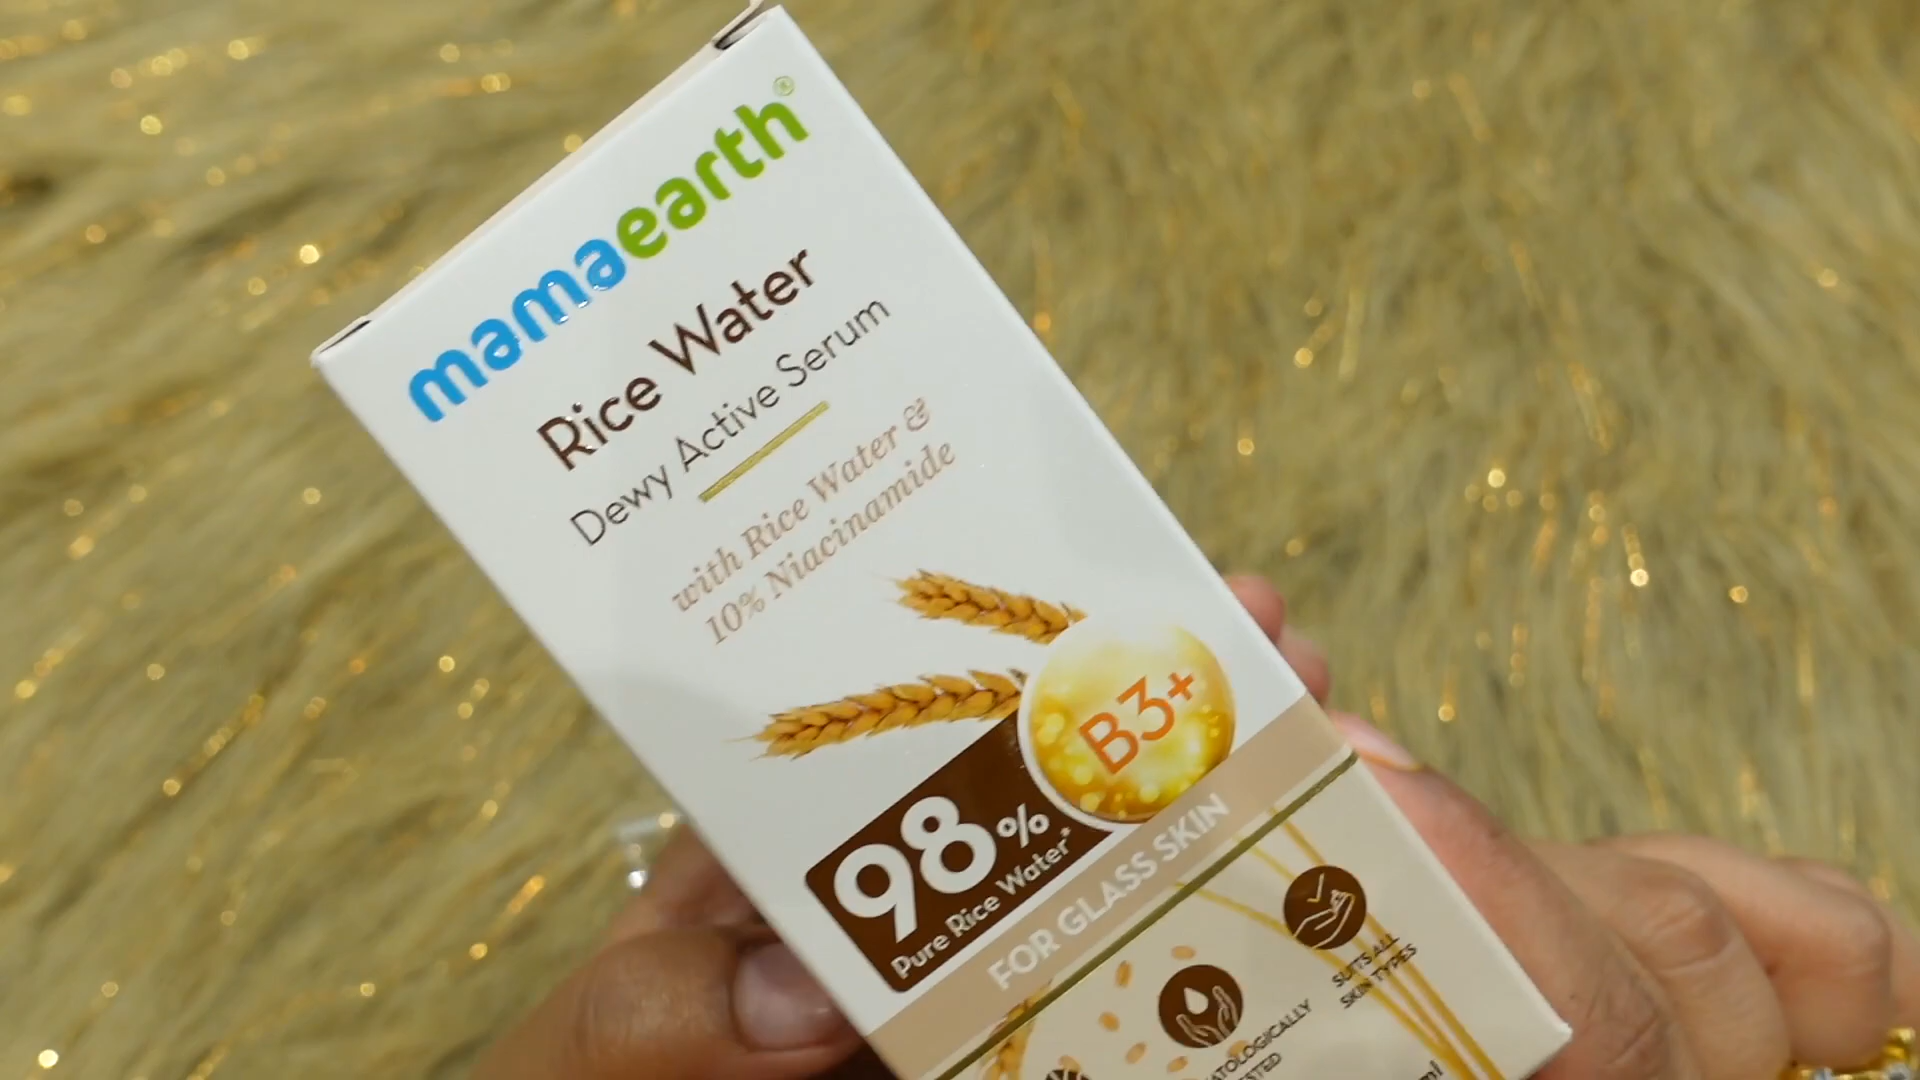 mamaearth®
Rice Water
Dewy Active Serum
with Rice Water &
10% Niacinamide
B3+
98%
Pure Rice Water*
FOR GLASS SKIN
SUITS ALL
SKIN TYPES
ml